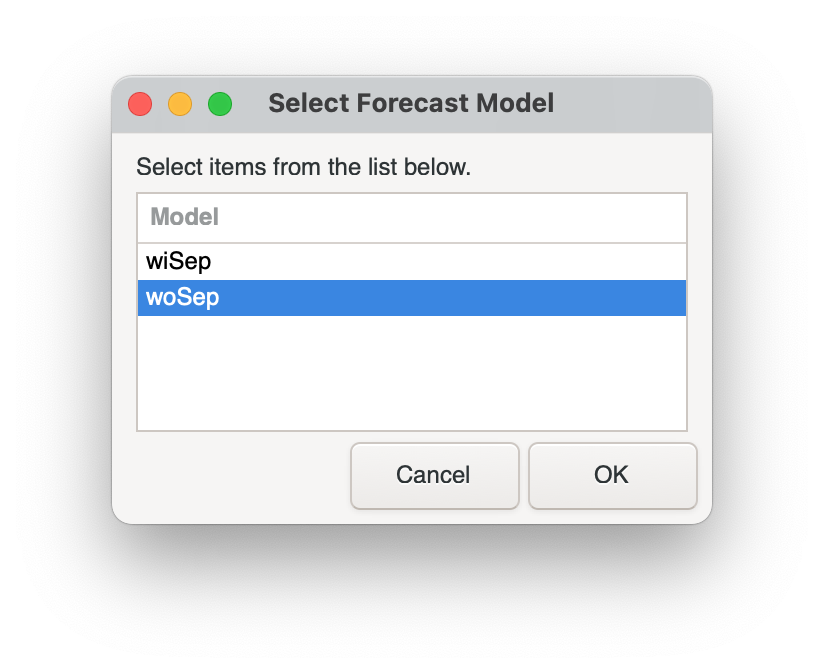 Select Forecast Model
Select items from the list below.
Model
wiSep
woSep
Cancel OK